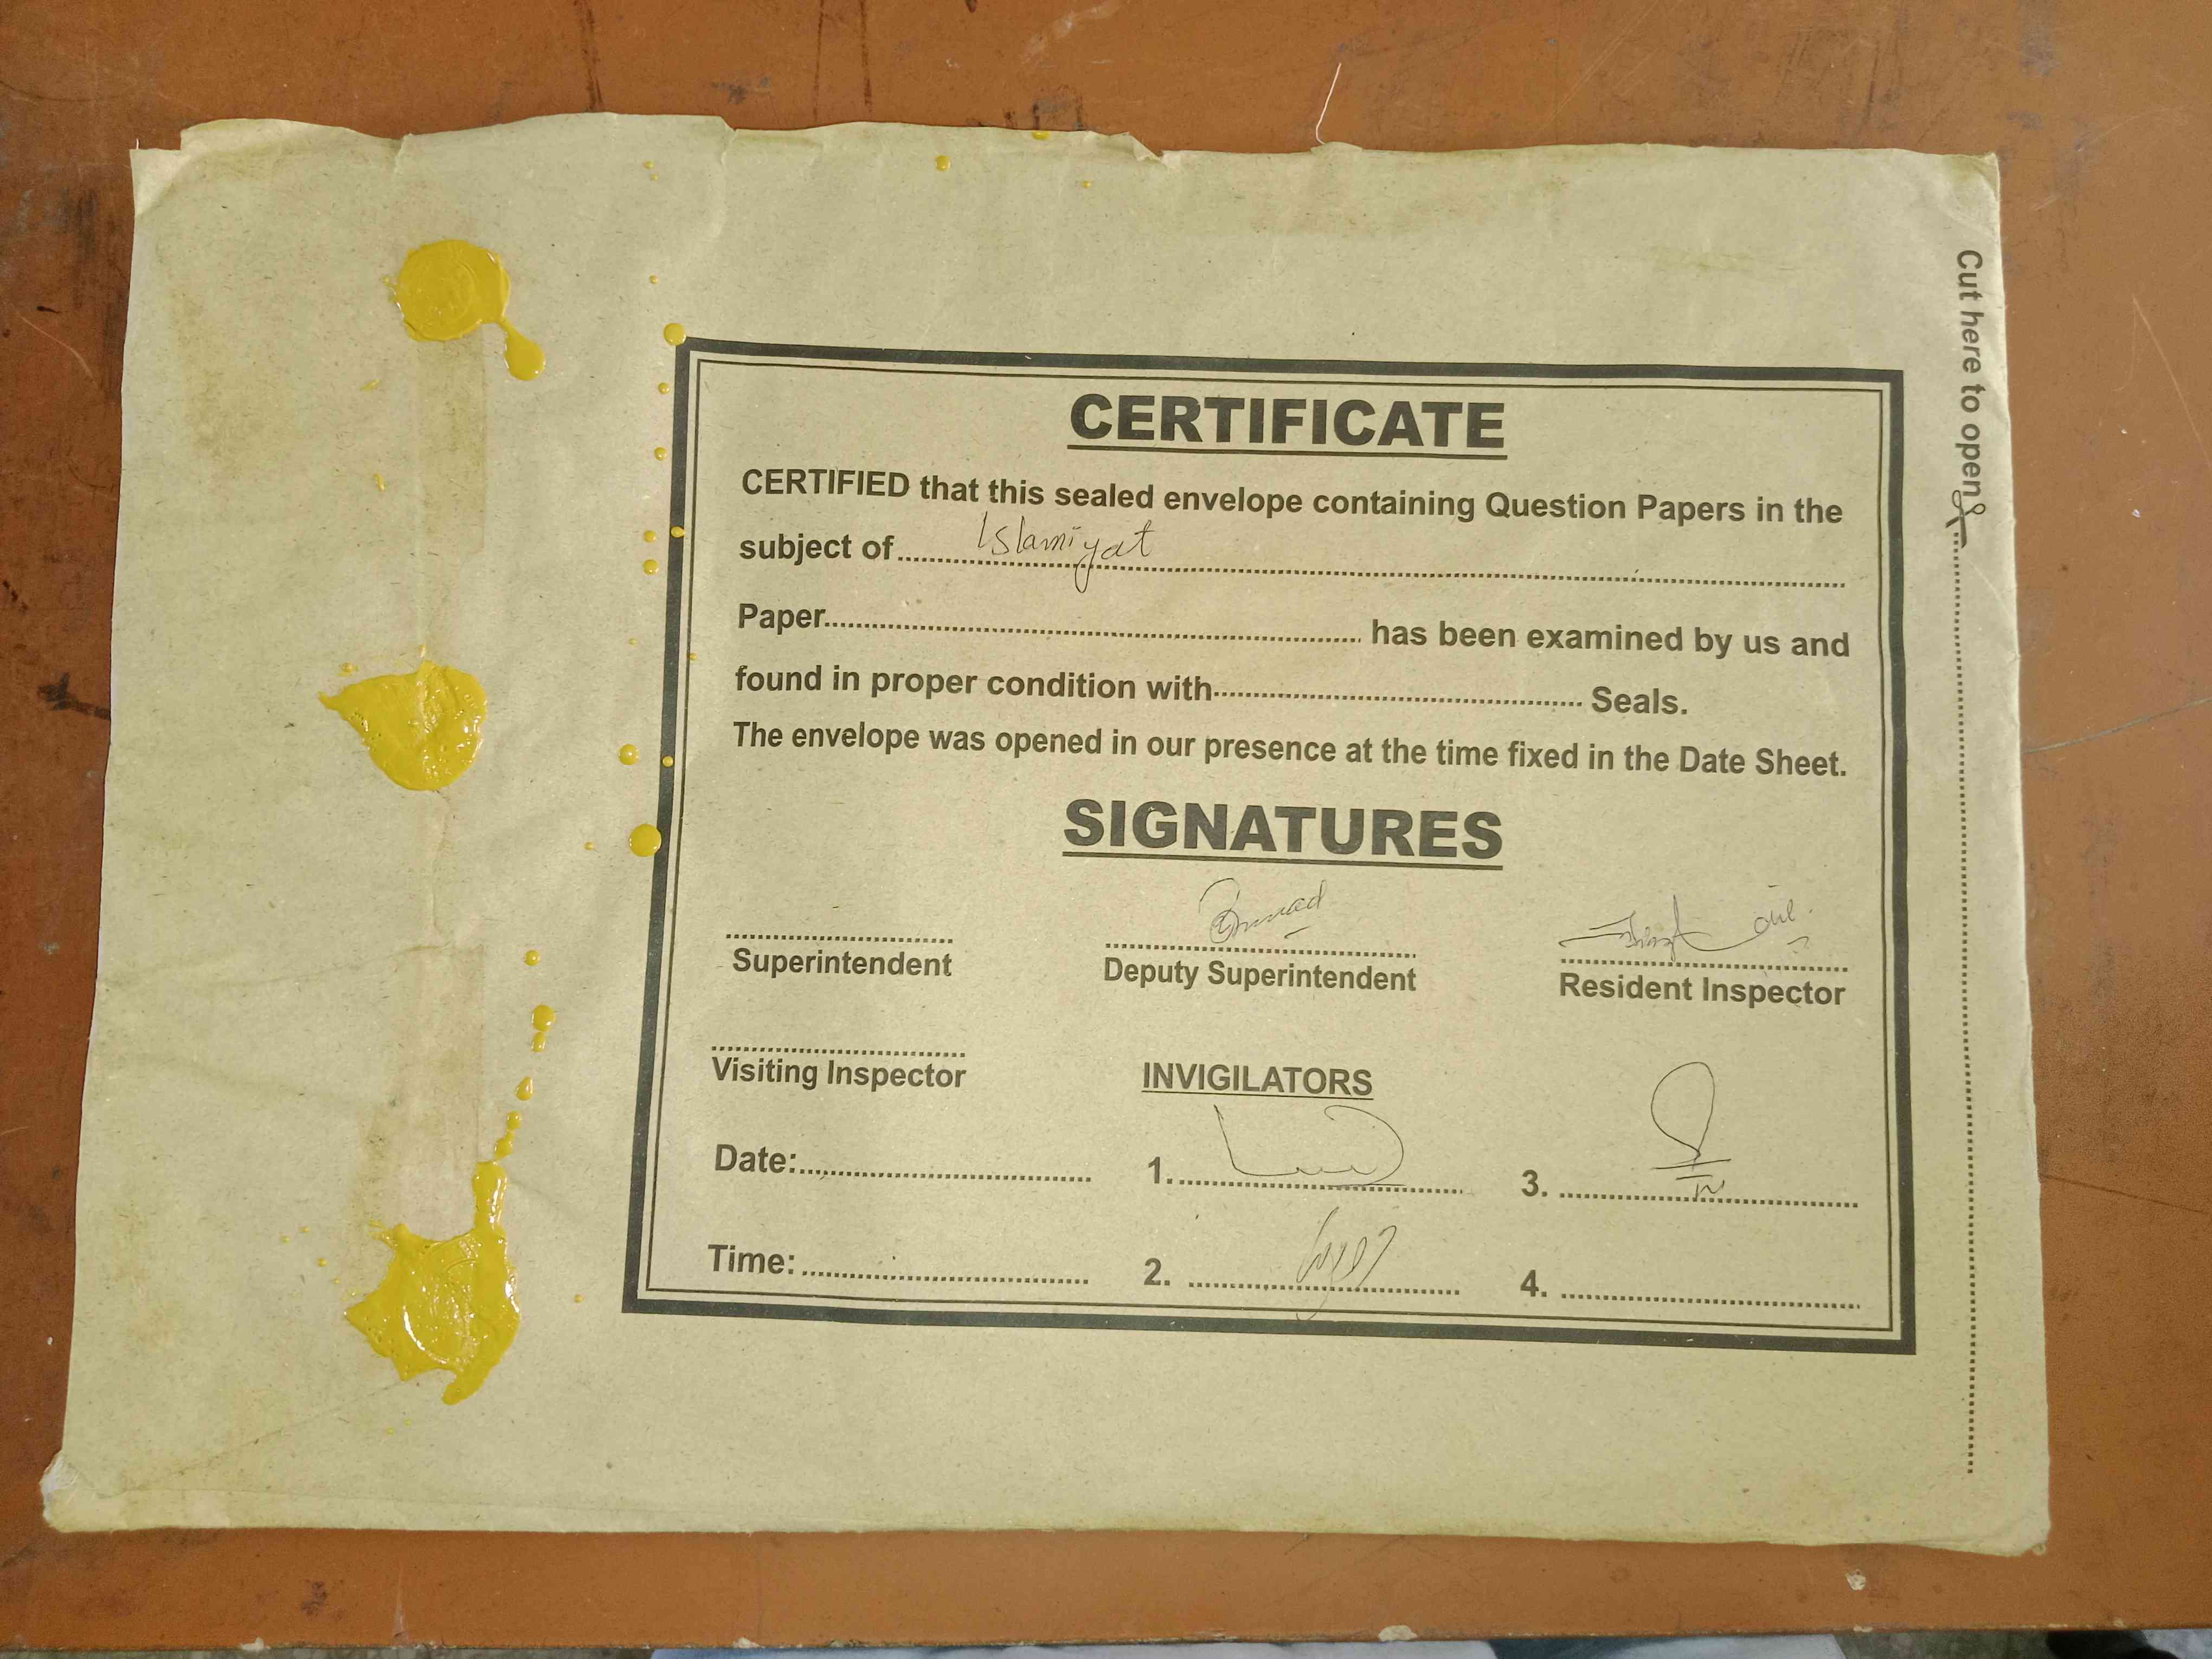 CERTIFICATE
CERTIFIED that this sealed envelope containing Question Papers in the
subject of Islamiyat
Paper has been examined by us and
found in proper condition with Seals.
The envelope was opened in our presence at the time fixed in the Date Sheet.
SIGNATURES
Superintendent Deputy Superintendent Resident Inspector
Visiting Inspector INVIGILATORS
Date: 1. 3.
Time: 2. 4.
Cut here to open